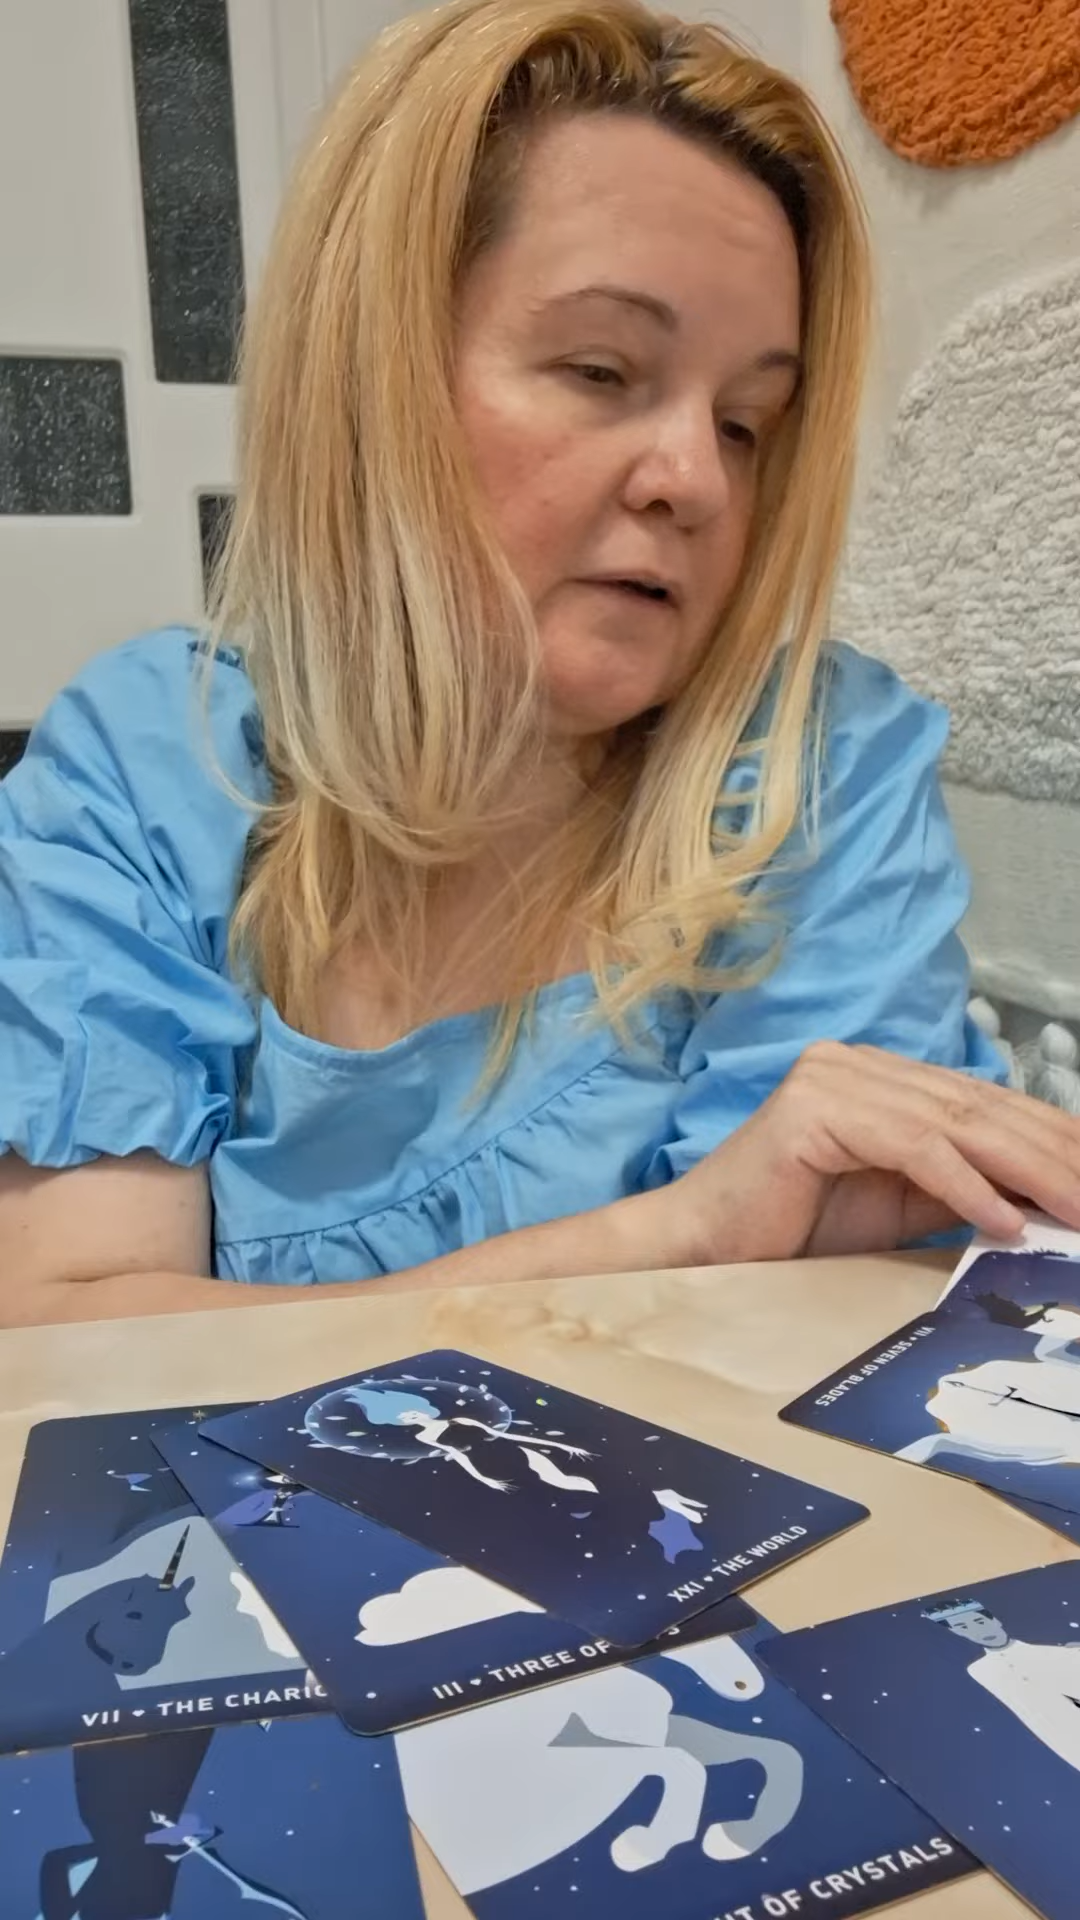 VII • SEVEN OF BLADES
XXI • THE WORLD
III • THREE OF
VII • THE CHARIO
OF CRYSTALS